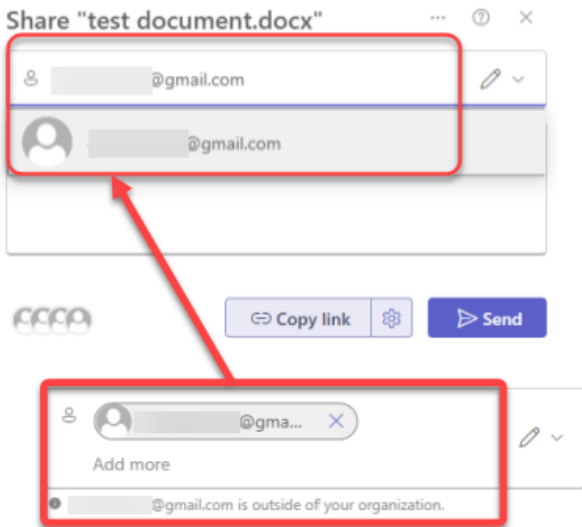 Share "test document.docx"
@gmail.com
@gmail.com
Copy link
Send
@gma...
Add more
@gmail.com is outside of your organization.